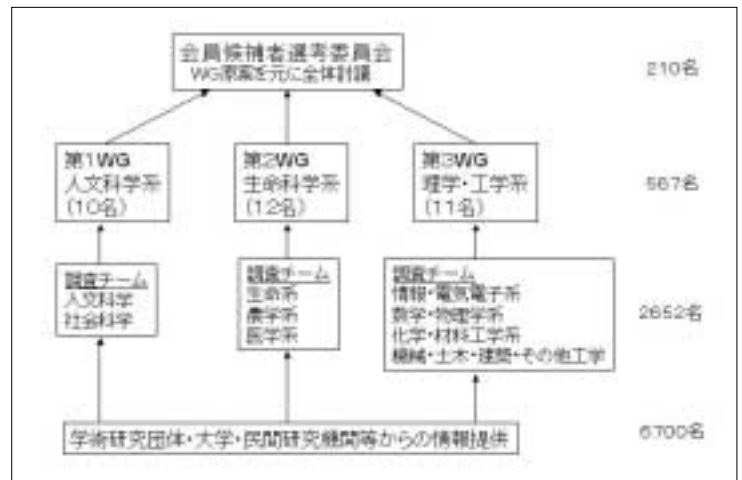 会員候補者選考委員会
WG原案を元に全体討議
210名
第1WG
人文科学系
(10名)
第2WG
生命科学系
(12名)
第3WG
理学・工学系
(11名)
567名
調査チーム
人文科学
社会科学
調査チーム
生命系
農学系
医学系
調査チーム
情報・電気電子系
数学・物理学系
化学・材料工学系
機械・土木・建築・その他工学
2652名
学術研究団体・大学・民間研究機関等からの情報提供
6700名